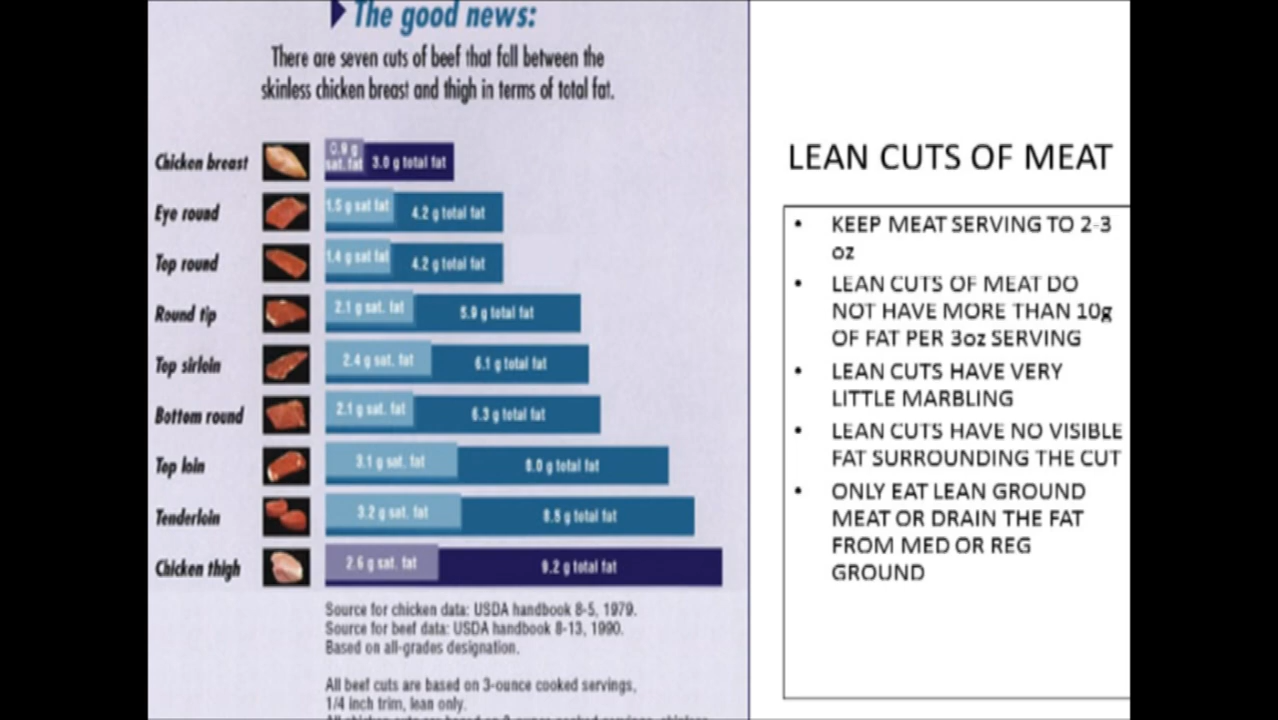 The good news:
There are seven cuts of beef that fall between the
skinless chicken breast and thigh in terms of total fat.
Chicken breast 0.9 g sat. fat 3.0 g total fat
Eye round 1.5 g sat fat 4.2 g total fat
Top round 1.4 g sat fat 4.2 g total fat
Round tip 2.1 g sat. fat 5.9 g total fat
Top sirloin 2.4 g sat. fat 6.1 g total fat
Bottom round 2.1 g sat. fat 6.3 g total fat
Top loin 3.1 g sat. fat 8.0 g total fat
Tenderloin 3.2 g sat. fat 8.5 g total fat
Chicken thigh 2.6 g sat. fat 9.2 g total fat
Source for chicken data: USDA handbook 8-5, 1979.
Source for beef data: USDA handbook 8-13, 1990.
Based on all-grades designation.
All beef cuts are based on 3-ounce cooked servings,
1/4 inch trim, lean only.
LEAN CUTS OF MEAT
• KEEP MEAT SERVING TO 2-3
oz
• LEAN CUTS OF MEAT DO
NOT HAVE MORE THAN 10g
OF FAT PER 3oz SERVING
• LEAN CUTS HAVE VERY
LITTLE MARBLING
• LEAN CUTS HAVE NO VISIBLE
FAT SURROUNDING THE CUT
• ONLY EAT LEAN GROUND
MEAT OR DRAIN THE FAT
FROM MED OR REG
GROUND